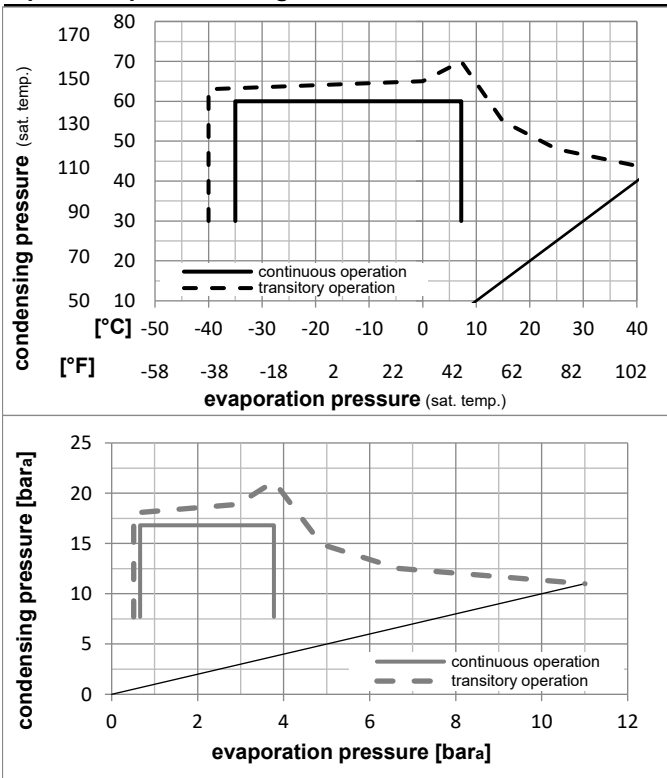 170
80
70
150
60
130
50
110
40
90
30
70
20
50
10
condensing pressure (sat. temp.)
continuous operation
transitory operation
[°C] -50 -40 -30 -20 -10 0 10 20 30 40
[°F] -58 -38 -18 2 22 42 62 82 102
evaporation pressure (sat. temp.)
25
20
15
10
5
0
condensing pressure [bara]
continuous operation
transitory operation
0 2 4 6 8 10 12
evaporation pressure [bara]